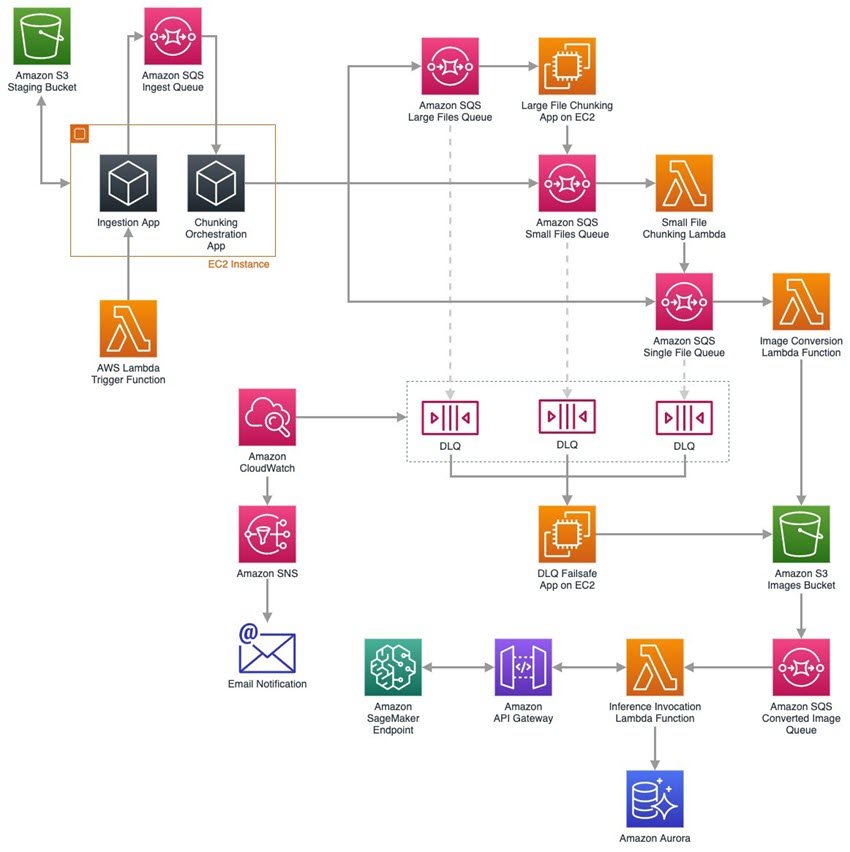 Amazon S3
Staging Bucket
Amazon SQS
Ingest Queue
Amazon SQS
Large Files Queue
Large File Chunking
App on EC2
Ingestion App
Chunking
Orchestration
App
EC2 Instance
Amazon SQS
Small Files Queue
Small File
Chunking Lambda
AWS Lambda
Trigger Function
Amazon SQS
Single File Queue
Image Conversion
Lambda Function
Amazon
CloudWatch
DLQ
DLQ
DLQ
Amazon SNS
DLQ Failsafe
App on EC2
Amazon S3
Images Bucket
@
Email Notification
Amazon
SageMaker
Endpoint
</>
Amazon
API Gateway
Inference Invocation
Lambda Function
Amazon SQS
Converted Image
Queue
Amazon Aurora